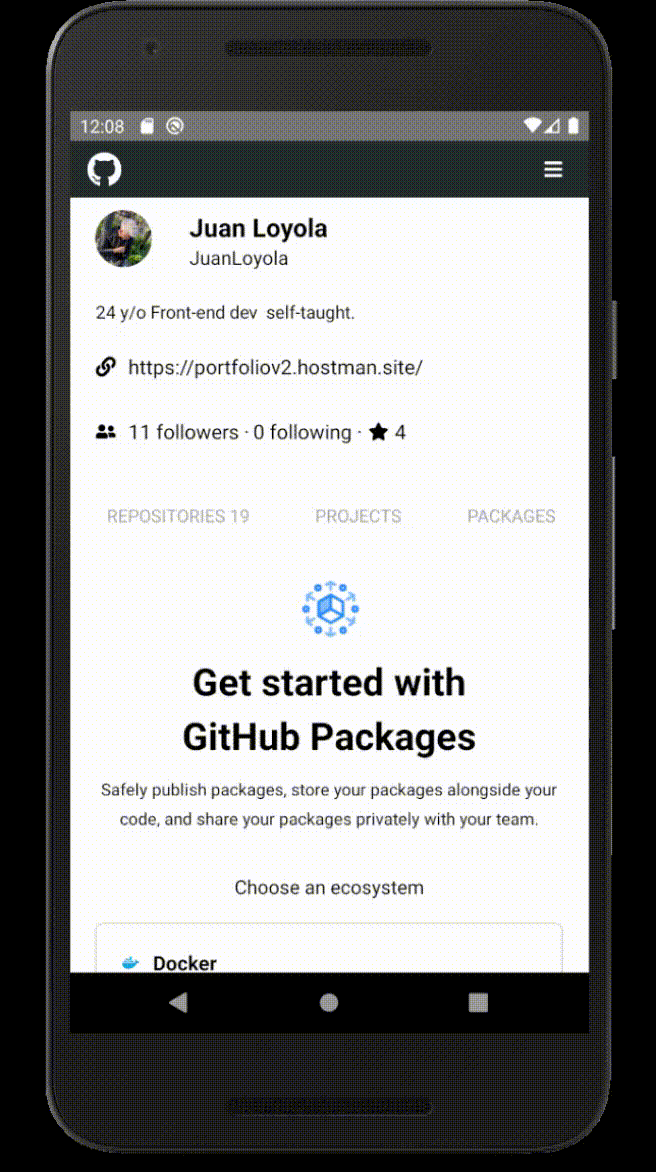 12:08
Juan Loyola
JuanLoyola
24 y/o Front-end dev  self-taught.
https://portfoliov2.hostman.site/
11 followers · 0 following · ★ 4
REPOSITORIES 19 PROJECTS PACKAGES
Get started with
GitHub Packages
Safely publish packages, store your packages alongside your
code, and share your packages privately with your team.
Choose an ecosystem
Docker